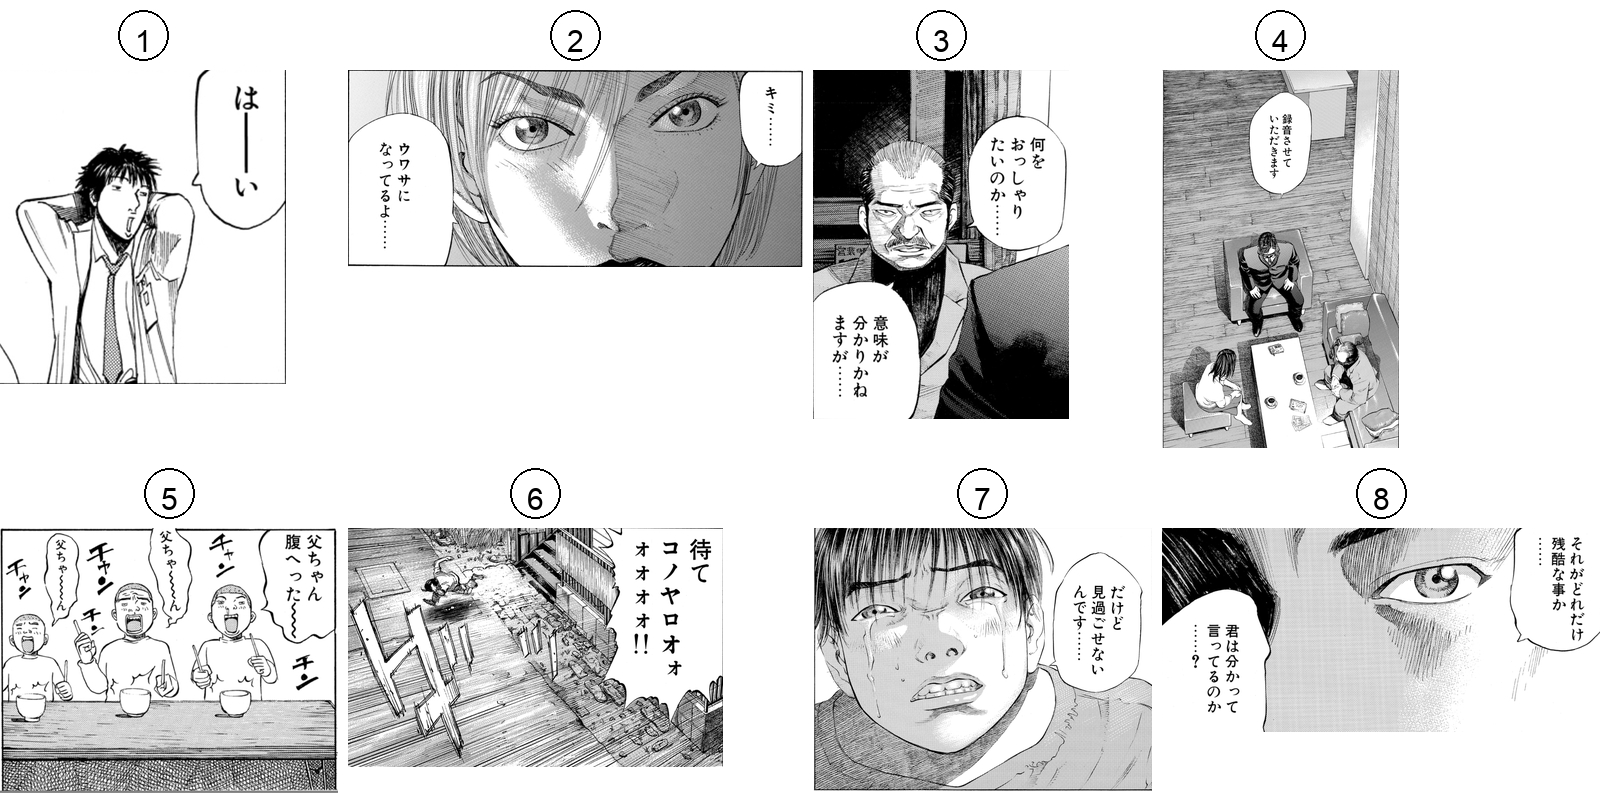 1
はーーい
2
キミ……
ウワサに
なってるよ……
3
何を
おっしゃり
たいのか……
意味が
分かりかね
ますが……
4
録音させて
いただきます
5
父ちゃん
腹へった〜〜
チャン
父ちゃ〜〜ん
チャン
父ちゃ〜〜ん
チャン
チン
チン
6
待て
コノヤロオォ
ォオォオォ!!
7
だけど
見過ごせない
んです……
8
それがどれだけ
残酷な事か
……
君は分かって
言ってるのか
……?